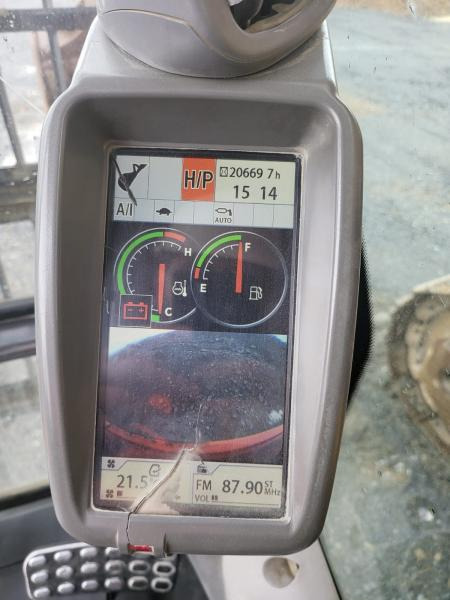 H/P
20669 7h
15 14
A/I
AUTO
H
C
F
E
21.5
FM 87.90 ST MHz
VOL